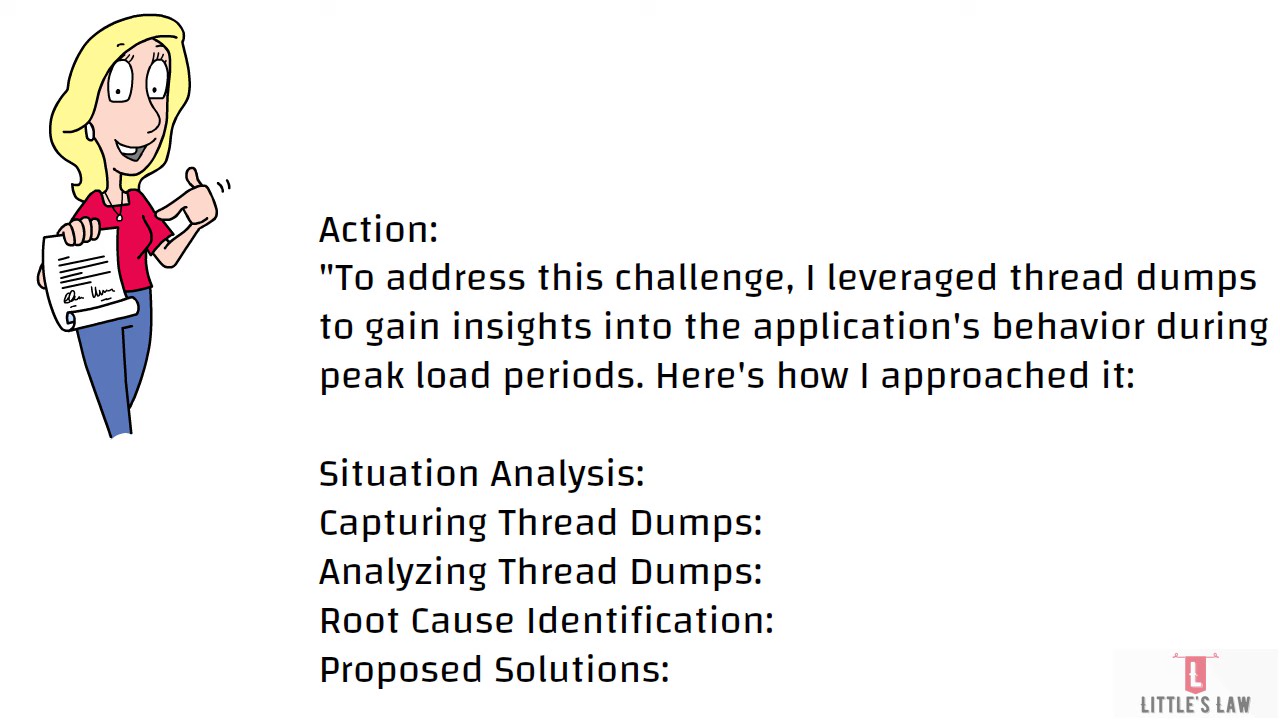 Action:
"To address this challenge, I leveraged thread dumps
to gain insights into the application's behavior during
peak load periods. Here's how I approached it:
Situation Analysis:
Capturing Thread Dumps:
Analyzing Thread Dumps:
Root Cause Identification:
Proposed Solutions:
L
LITTLE'S LAW